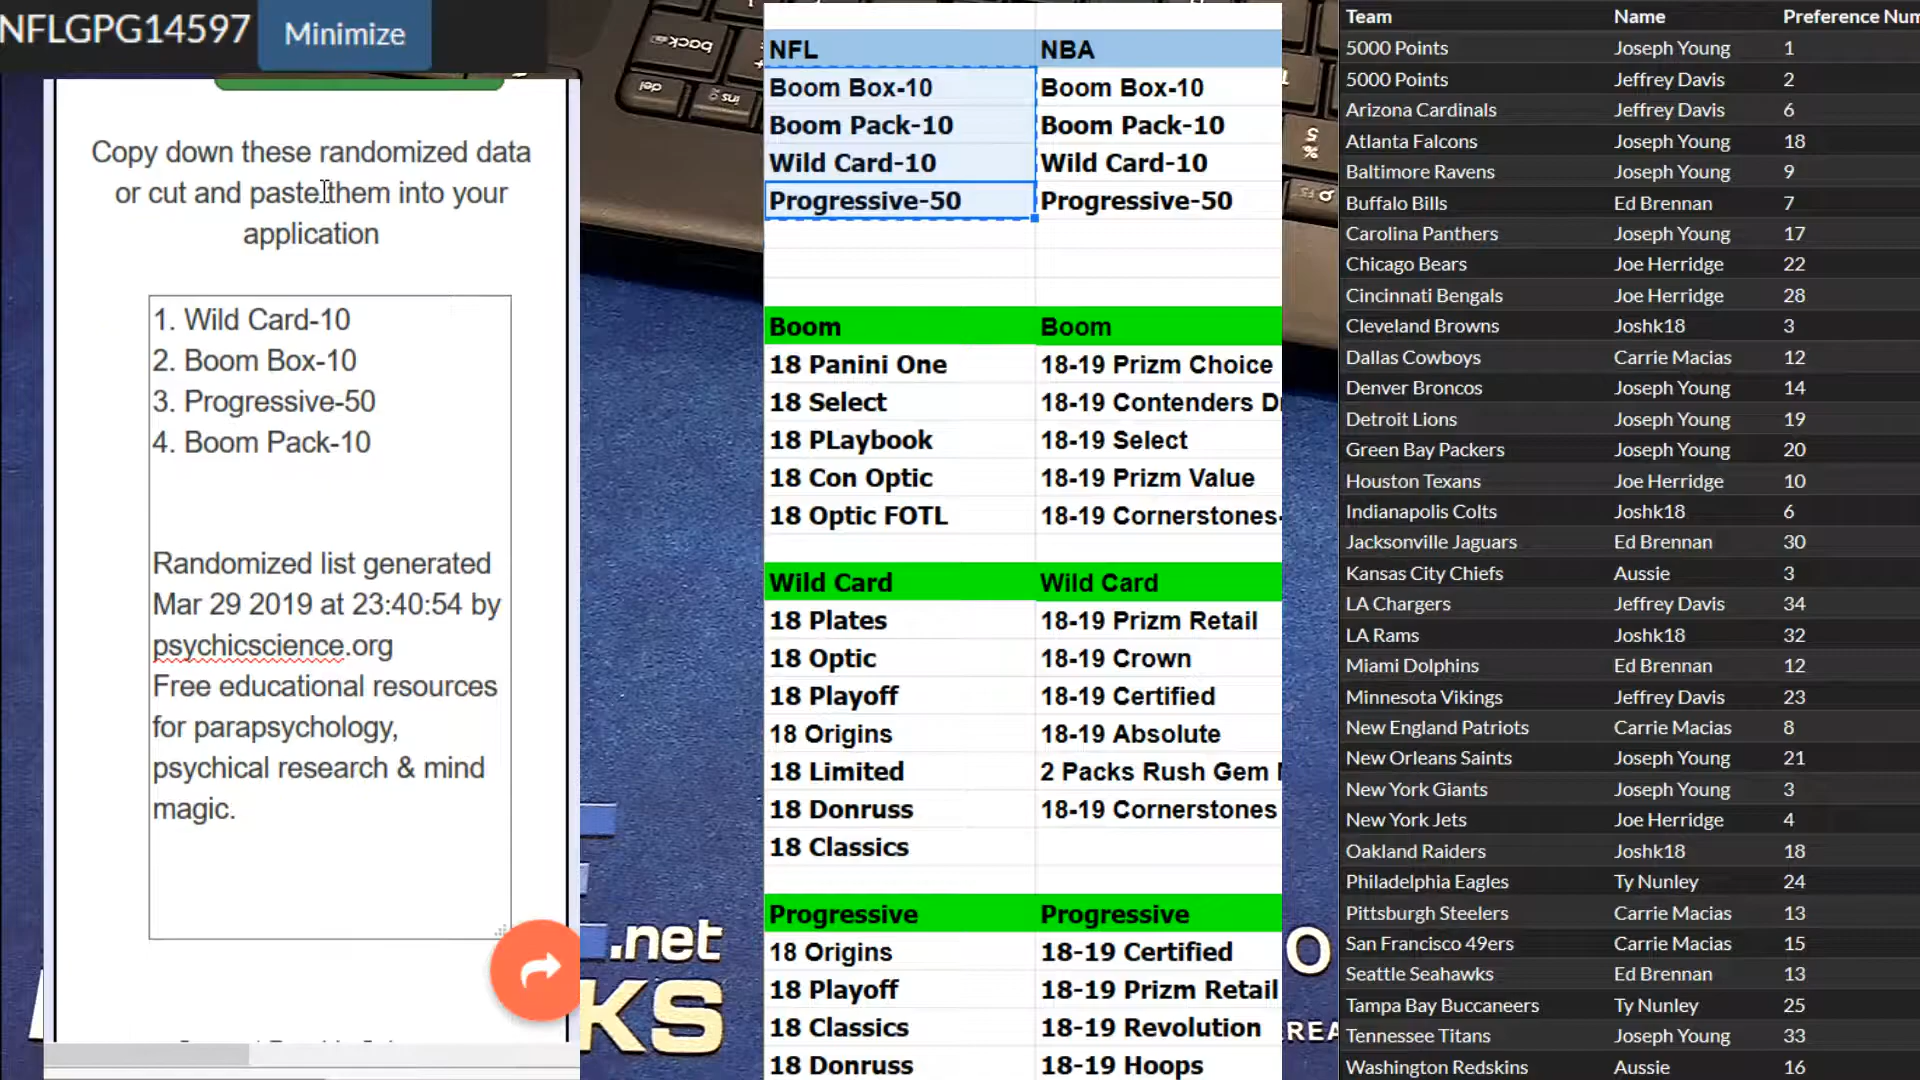 NFLGPG14597
Minimize
Copy down these randomized data
or cut and paste them into your
application
1. Wild Card-10
2. Boom Box-10
3. Progressive-50
4. Boom Pack-10
Randomized list generated
Mar 29 2019 at 23:40:54 by
psychicscience.org
Free educational resources
for parapsychology,
psychical research & mind
magic.
back
del
ins
.net
KS
NFL NBA
Boom Box-10 Boom Box-10
Boom Pack-10 Boom Pack-10
Wild Card-10 Wild Card-10
Progressive-50 Progressive-50
Boom Boom
18 Panini One 18-19 Prizm Choice
18 Select 18-19 Contenders
18 PLaybook 18-19 Select
18 Con Optic 18-19 Prizm Value
18 Optic FOTL 18-19 Cornerstones-
Wild Card Wild Card
18 Plates 18-19 Prizm Retail
18 Optic 18-19 Crown
18 Playoff 18-19 Certified
18 Origins 18-19 Absolute
18 Limited 2 Packs Rush Gem
18 Donruss 18-19 Cornerstones
18 Classics
Progressive Progressive
18 Origins 18-19 Certified
18 Playoff 18-19 Prizm Retail
18 Classics 18-19 Revolution
18 Donruss 18-19 Hoops
5 %
F5
O
REA
Team Name Preference Num
5000 Points Joseph Young 1
5000 Points Jeffrey Davis 2
Arizona Cardinals Jeffrey Davis 6
Atlanta Falcons Joseph Young 18
Baltimore Ravens Joseph Young 9
Buffalo Bills Ed Brennan 7
Carolina Panthers Joseph Young 17
Chicago Bears Joe Herridge 22
Cincinnati Bengals Joe Herridge 28
Cleveland Browns Joshk18 3
Dallas Cowboys Carrie Macias 12
Denver Broncos Joseph Young 14
Detroit Lions Joseph Young 19
Green Bay Packers Joseph Young 20
Houston Texans Joe Herridge 10
Indianapolis Colts Joshk18 6
Jacksonville Jaguars Ed Brennan 30
Kansas City Chiefs Aussie 3
LA Chargers Jeffrey Davis 34
LA Rams Joshk18 32
Miami Dolphins Ed Brennan 12
Minnesota Vikings Jeffrey Davis 23
New England Patriots Carrie Macias 8
New Orleans Saints Joseph Young 21
New York Giants Joseph Young 3
New York Jets Joe Herridge 4
Oakland Raiders Joshk18 18
Philadelphia Eagles Ty Nunley 24
Pittsburgh Steelers Carrie Macias 13
San Francisco 49ers Carrie Macias 15
Seattle Seahawks Ed Brennan 13
Tampa Bay Buccaneers Ty Nunley 25
Tennessee Titans Joseph Young 33
Washington Redskins Aussie 16